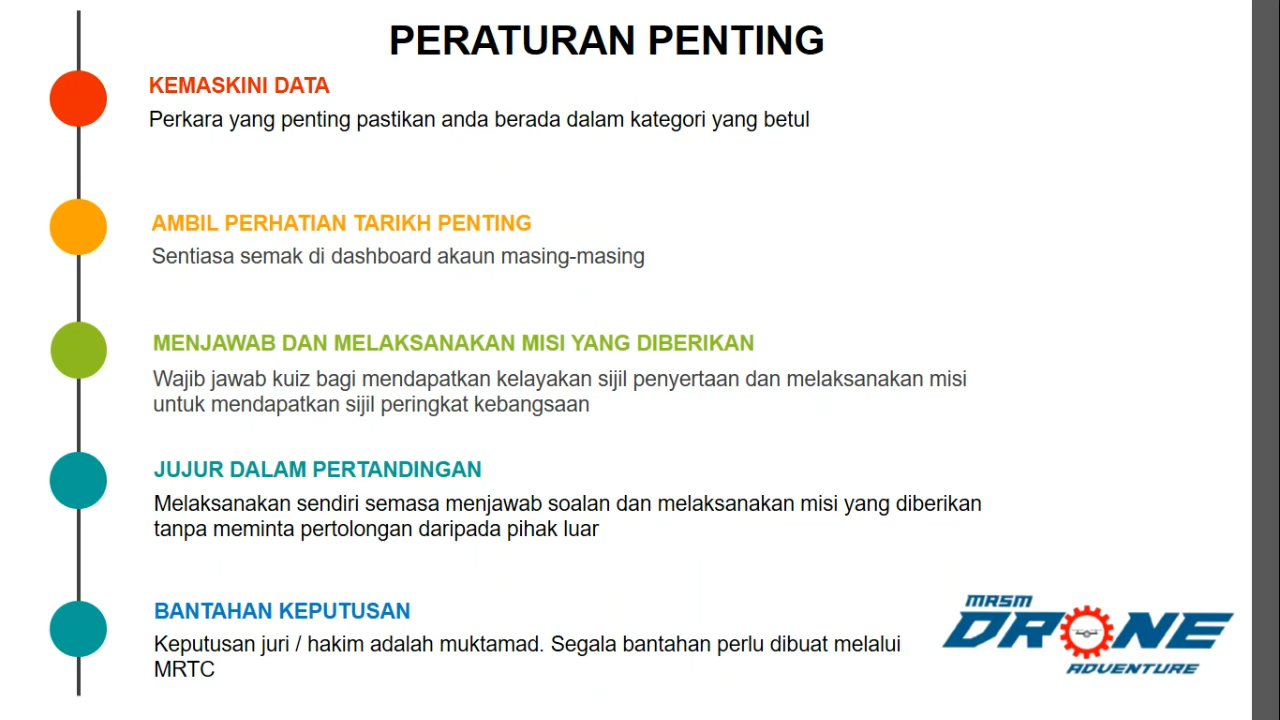 PERATURAN PENTING
KEMASKINI DATA
Perkara yang penting pastikan anda berada dalam kategori yang betul
AMBIL PERHATIAN TARIKH PENTING
Sentiasa semak di dashboard akaun masing-masing
MENJAWAB DAN MELAKSANAKAN MISI YANG DIBERIKAN
Wajib jawab kuiz bagi mendapatkan kelayakan sijil penyertaan dan melaksanakan misi
untuk mendapatkan sijil peringkat kebangsaan
JUJUR DALAM PERTANDINGAN
Melaksanakan sendiri semasa menjawab soalan dan melaksanakan misi yang diberikan
tanpa meminta pertolongan daripada pihak luar
BANTAHAN KEPUTUSAN
Keputusan juri / hakim adalah muktamad. Segala bantahan perlu dibuat melalui
MRTC
MRSM
DRONE
ADVENTURE